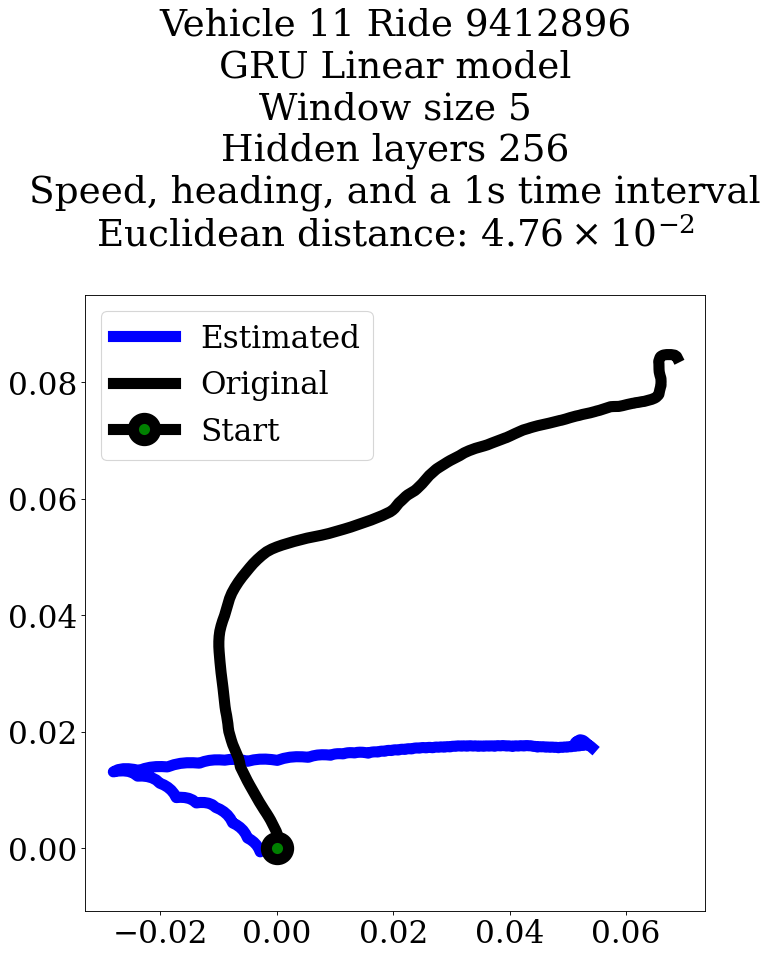 Vehicle 11 Ride 9412896
GRU Linear model
Window size 5
Hidden layers 256
Speed, heading, and a 1s time interval
Euclidean distance: 4.76 × 10⁻²
Estimated
Original
Start
0.08
0.06
0.04
0.02
0.00
−0.02 0.00 0.02 0.04 0.06